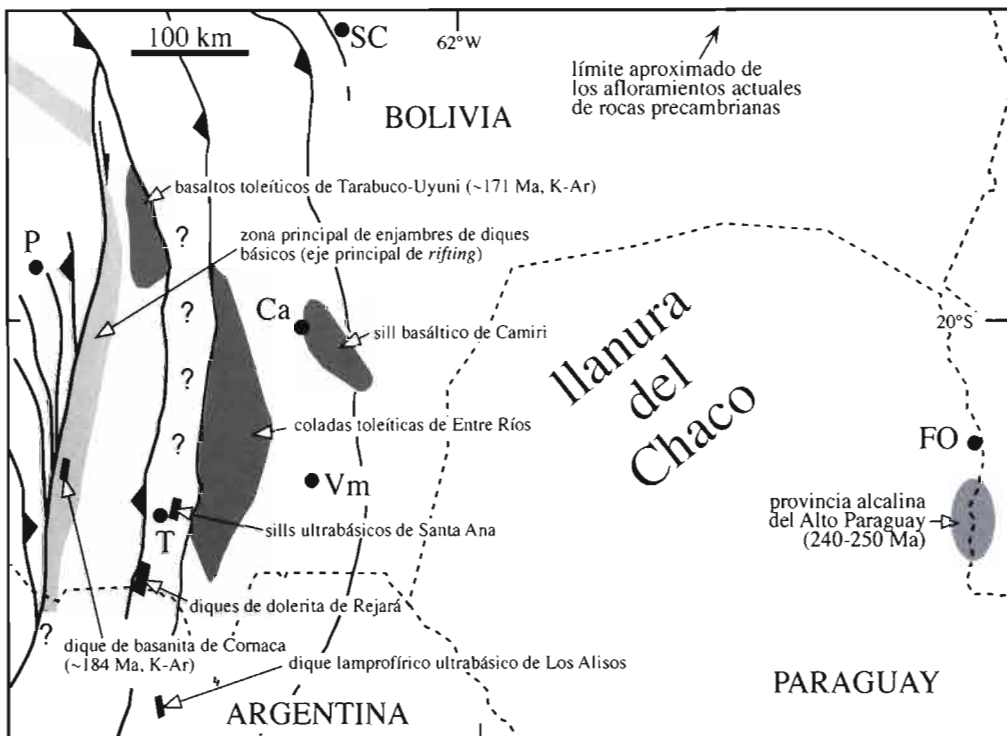 100 km
SC
62°W
límite aproximado de
los afloramientos actuales
de rocas precambrianas
BOLIVIA
basaltos toleíticos de Tarabuco-Uyuni (~171 Ma, K-Ar)
?
zona principal de enjambres de diques
básicos (eje principal de rifting)
P
?
Ca
20°S
sill basáltico de Camiri
llanura
del
Chaco
?
coladas toleíticas de Entre Ríos
?
FO
Vm
provincia alcalina
del Alto Paraguay
(240-250 Ma)
T
sills ultrabásicos de Santa Ana
diques de dolerita de Rejará
?
dique de basanita de Cornaca
(~184 Ma, K-Ar)
dique lamprofírico ultrabásico de Los Alisos
PARAGUAY
ARGENTINA